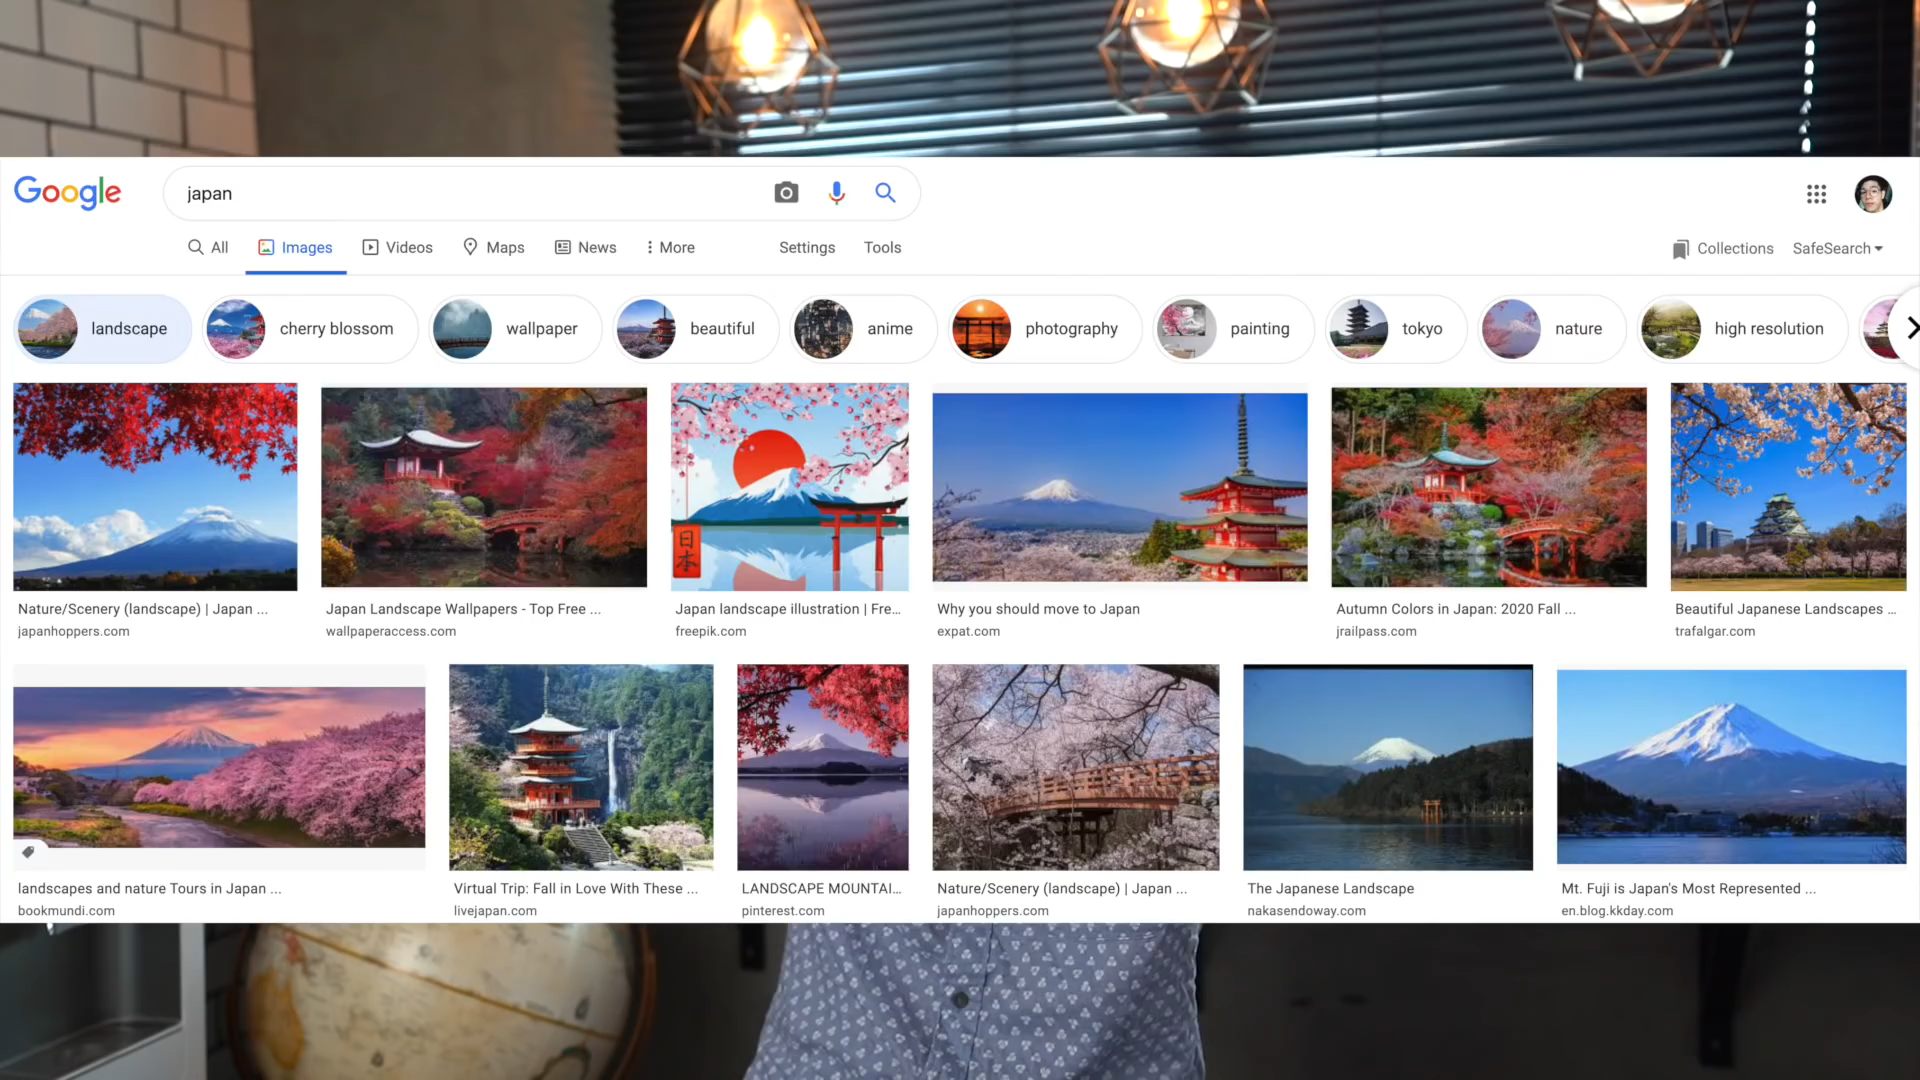 Google
japan
All
Images
Videos
Maps
News
More
Settings
Tools
Collections
SafeSearch
landscape
cherry blossom
wallpaper
beautiful
anime
photography
painting
tokyo
nature
high resolution
日本
Nature/Scenery (landscape) | Japan ...
japanhoppers.com
Japan Landscape Wallpapers - Top Free ...
wallpaperaccess.com
Japan landscape illustration | Fre...
freepik.com
Why you should move to Japan
expat.com
Autumn Colors in Japan: 2020 Fall ...
jrailpass.com
Beautiful Japanese Landscapes ...
trafalgar.com
landscapes and nature Tours in Japan ...
bookmundi.com
Virtual Trip: Fall in Love With These ...
livejapan.com
LANDSCAPE MOUNTAI...
pinterest.com
Nature/Scenery (landscape) | Japan ...
japanhoppers.com
The Japanese Landscape
nakasendoway.com
Mt. Fuji is Japan's Most Represented ...
en.blog.kkday.com